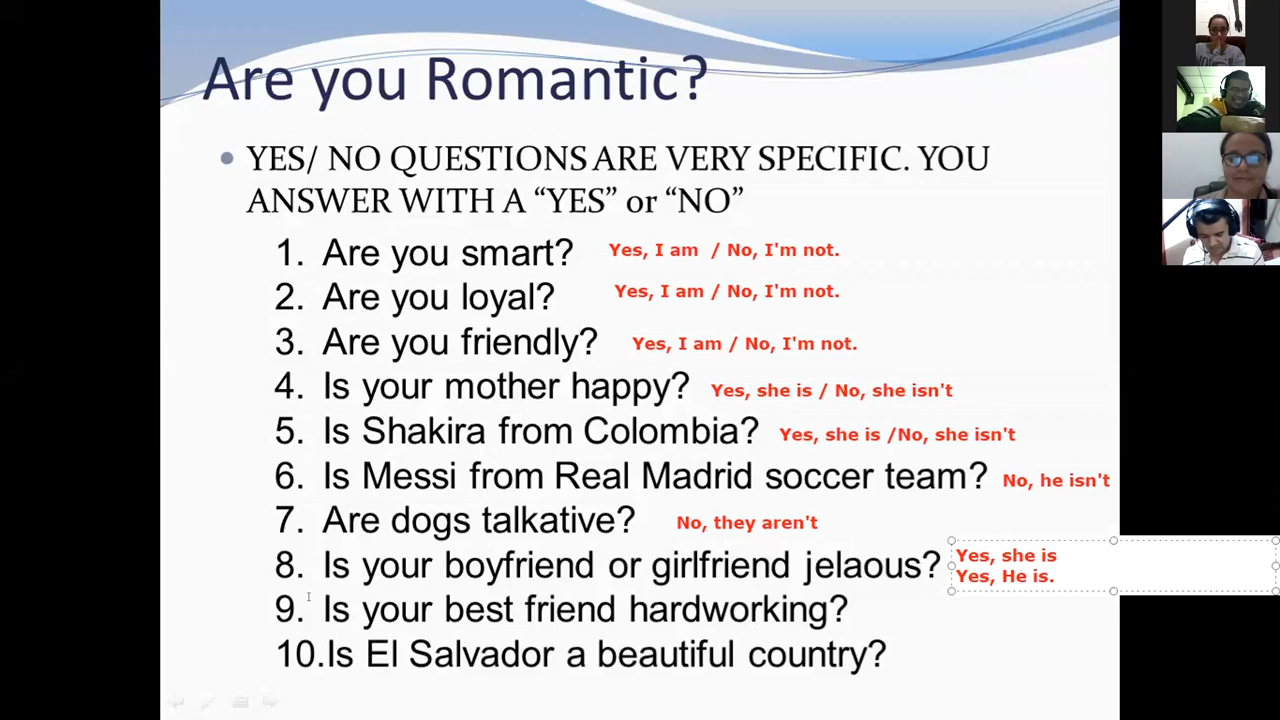 Are you Romantic?
• YES/ NO QUESTIONS ARE VERY SPECIFIC. YOU
ANSWER WITH A “YES” or “NO”
1. Are you smart? Yes, I am / No, I'm not.
2. Are you loyal? Yes, I am / No, I'm not.
3. Are you friendly? Yes, I am / No, I'm not.
4. Is your mother happy? Yes, she is / No, she isn't
5. Is Shakira from Colombia? Yes, she is /No, she isn't
6. Is Messi from Real Madrid soccer team? No, he isn't
7. Are dogs talkative? No, they aren't
8. Is your boyfriend or girlfriend jelaous? Yes, she is
Yes, He is.
9. Is your best friend hardworking?
10.Is El Salvador a beautiful country?